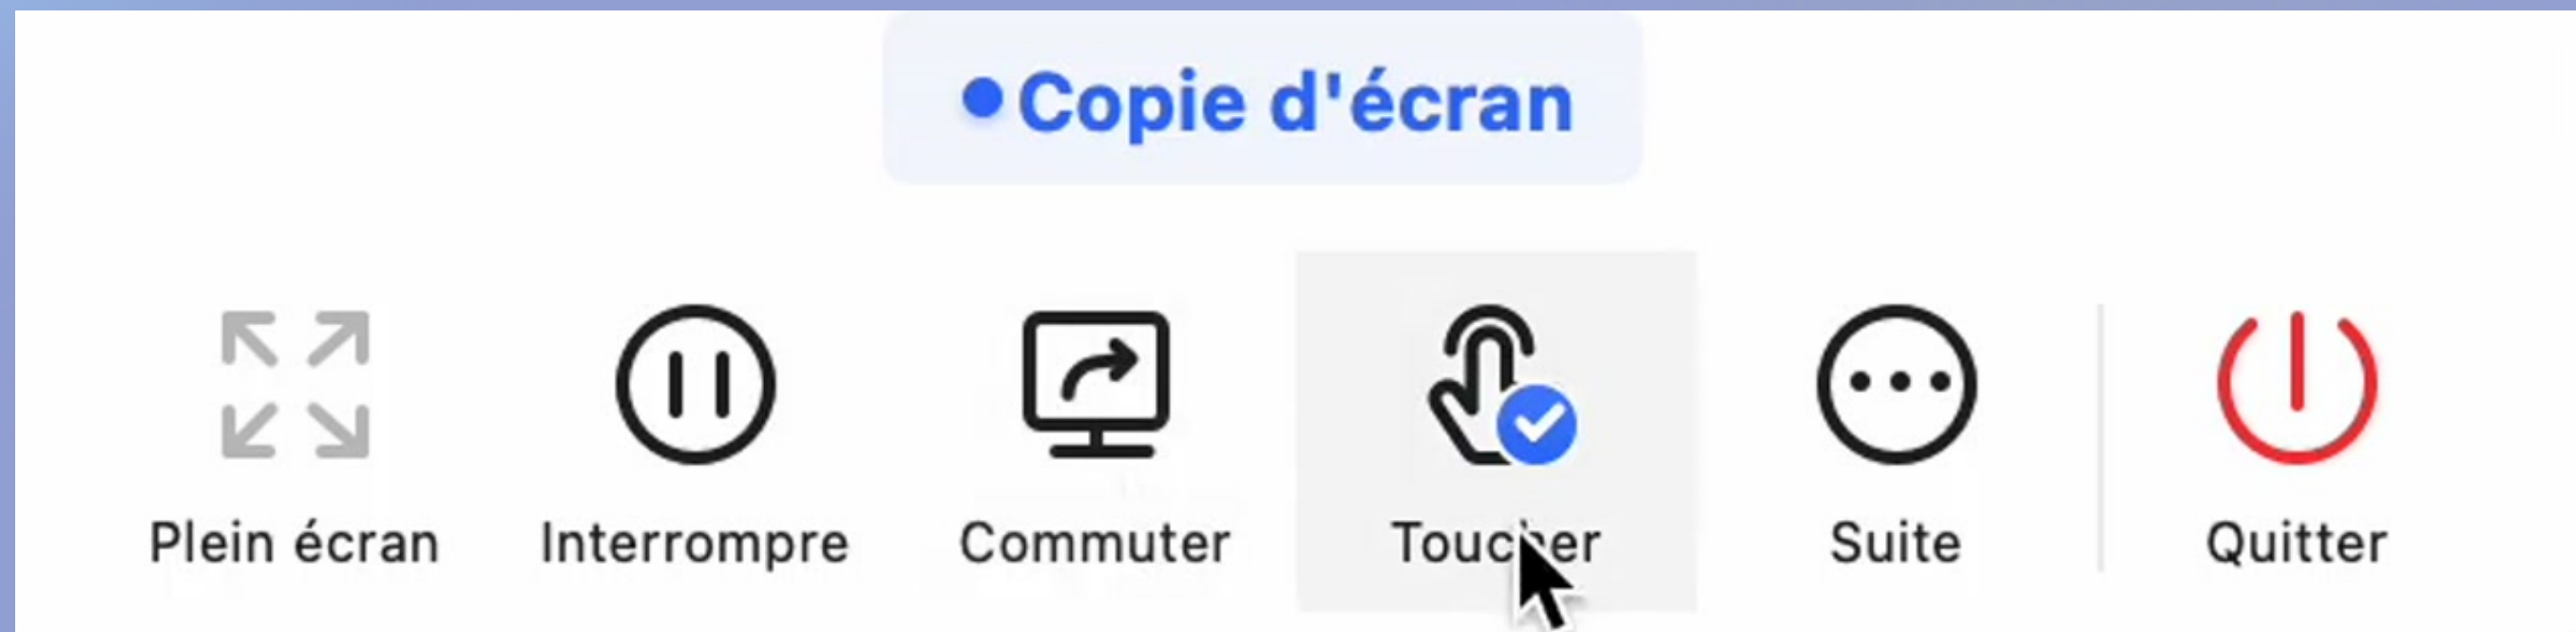 Copie d'écran
Plein écran Interrompre Commuter Toucher Suite Quitter